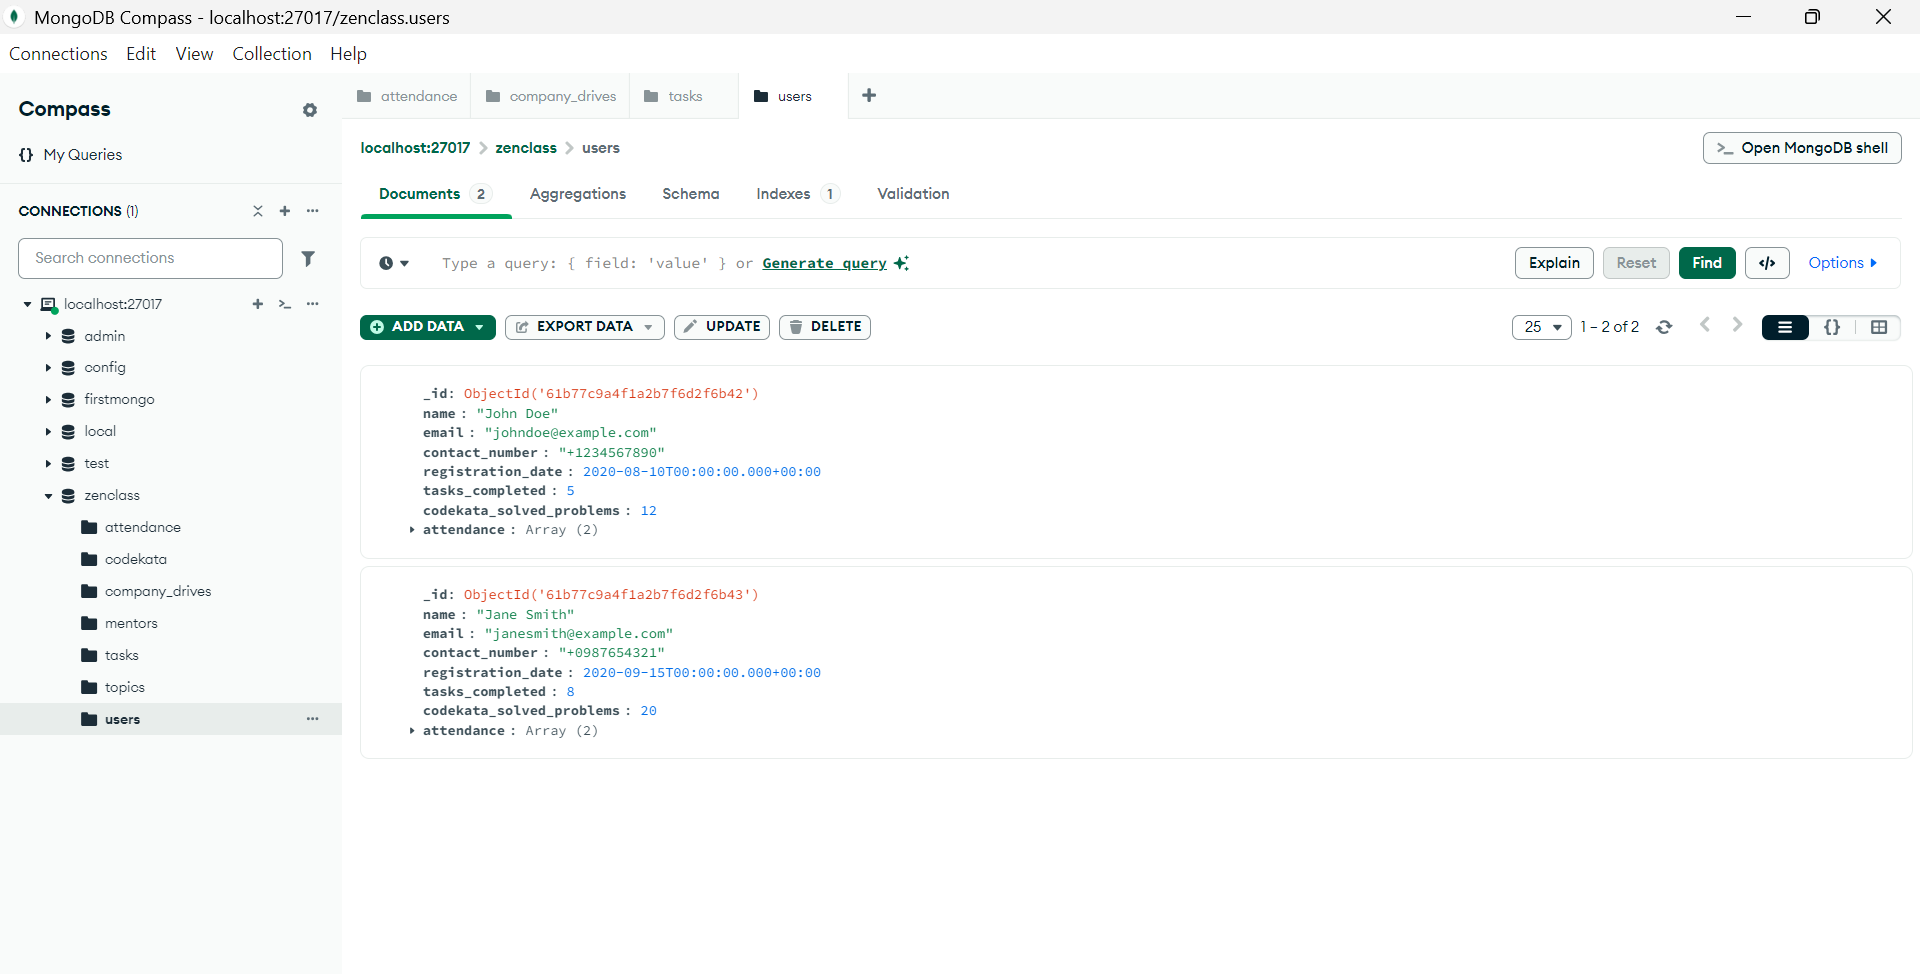 MongoDB Compass - localhost:27017/zenclass.users
Connections Edit View Collection Help
Compass
{} My Queries
CONNECTIONS (1)
Search connections
localhost:27017
admin
config
firstmongo
local
test
zenclass
attendance
codekata
company_drives
mentors
tasks
topics
users
attendance company_drives tasks users
localhost:27017 > zenclass > users
>_ Open MongoDB shell
Documents 2 Aggregations Schema Indexes 1 Validation
Type a query: { field: 'value' } or Generate query
Explain Reset Find </> Options
ADD DATA EXPORT DATA UPDATE DELETE
25 1 – 2 of 2 {}
_id: ObjectId('61b77c9a4f1a2b7f6d2f6b42')
name : "John Doe"
email : "johndoe@example.com"
contact_number : "+1234567890"
registration_date : 2020-08-10T00:00:00.000+00:00
tasks_completed : 5
codekata_solved_problems : 12
attendance : Array (2)
_id: ObjectId('61b77c9a4f1a2b7f6d2f6b43')
name : "Jane Smith"
email : "janesmith@example.com"
contact_number : "+0987654321"
registration_date : 2020-09-15T00:00:00.000+00:00
tasks_completed : 8
codekata_solved_problems : 20
attendance : Array (2)